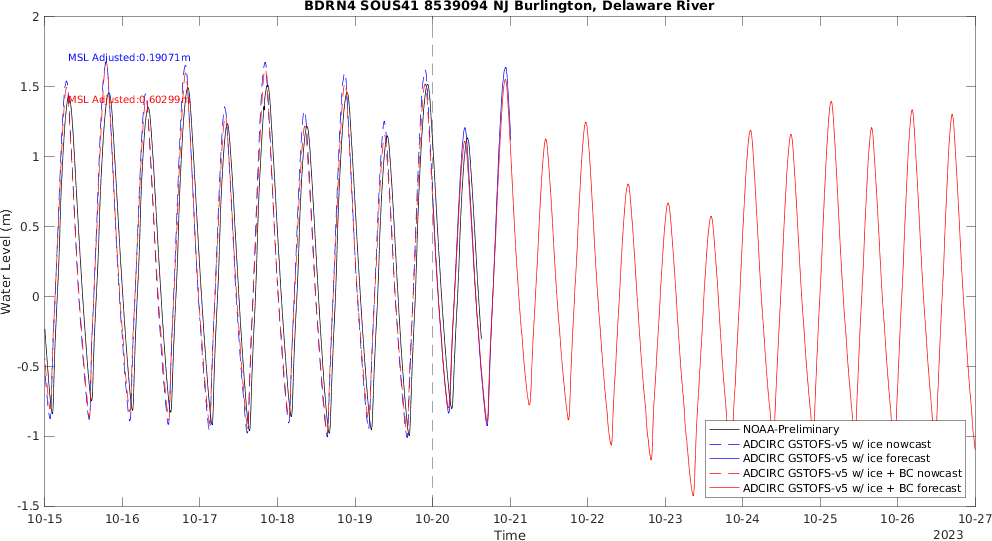 BDRN4 SOUS41 8539094 NJ Burlington, Delaware River
2
MSL Adjusted:0.19071m
1.5
MSL Adjusted:0.60299m
1
0.5
0
-0.5
-1
-1.5
Water Level (m)
NOAA-Preliminary
ADCIRC GSTOFS-v5 w/ ice nowcast
ADCIRC GSTOFS-v5 w/ ice forecast
ADCIRC GSTOFS-v5 w/ ice + BC nowcast
ADCIRC GSTOFS-v5 w/ ice + BC forecast
10-15 10-16 10-17 10-18 10-19 10-20 10-21 10-22 10-23 10-24 10-25 10-26 10-27
Time
2023